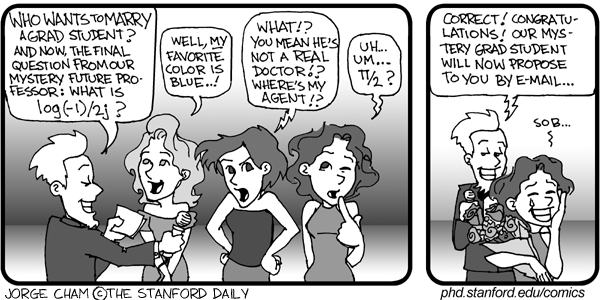 WHO WANTS TO MARRY
A GRAD STUDENT?
AND NOW, THE FINAL
QUESTION FROM OUR
MYSTERY FUTURE PRO-
FESSOR: WHAT IS
log(-1)/2j ?
WELL, MY
FAVORITE
COLOR IS
BLUE...!
WHAT!?
YOU MEAN HE'S
NOT A REAL
DOCTOR!?
WHERE'S MY
AGENT!?
UH...
UM....
π/2 ?
CORRECT! CONGRATU-
LATIONS! OUR MYS-
TERY GRAD STUDENT
WILL NOW PROPOSE
TO YOU BY E-MAIL...
SOB...
JORGE CHAM ©THE STANFORD DAILY
phd.stanford.edu/comics